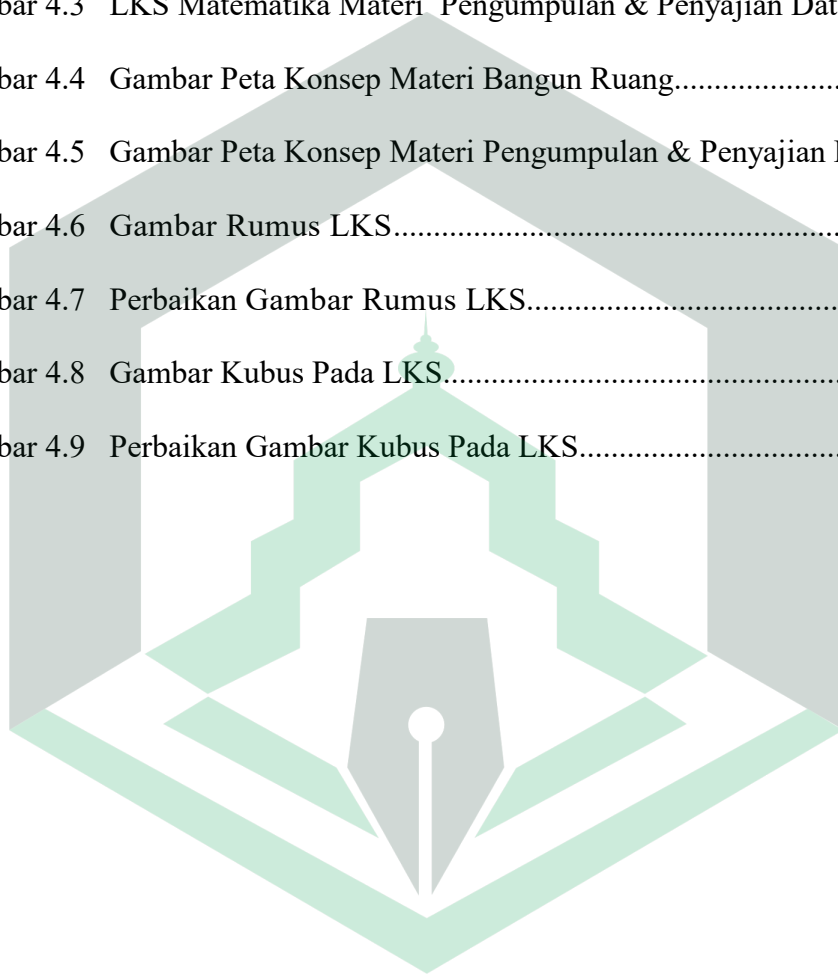 bar 4.3 LKS Matematika Materi Pengumpulan & Penyajian Dat
bar 4.4 Gambar Peta Konsep Materi Bangun Ruang.....................
bar 4.5 Gambar Peta Konsep Materi Pengumpulan & Penyajian
bar 4.6 Gambar Rumus LKS.........................................................
bar 4.7 Perbaikan Gambar Rumus LKS........................................
bar 4.8 Gambar Kubus Pada LKS..................................................
bar 4.9 Perbaikan Gambar Kubus Pada LKS.................................